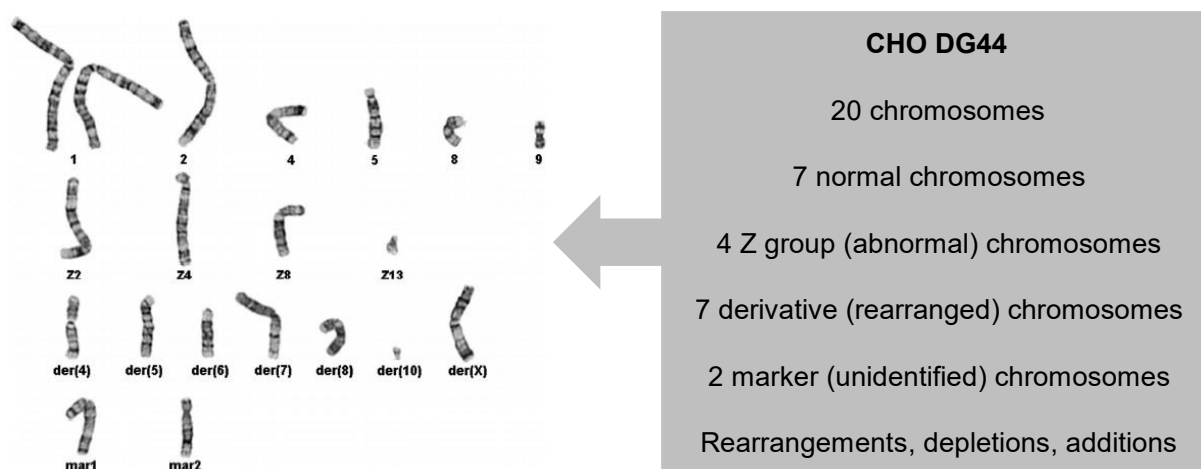 1 2 4 5 8 9
Z2 Z4 Z8 Z13
der(4) der(5) der(6) der(7) der(8) der(10) der(X)
mar1 mar2
CHO DG44
20 chromosomes
7 normal chromosomes
4 Z group (abnormal) chromosomes
7 derivative (rearranged) chromosomes
2 marker (unidentified) chromosomes
Rearrangements, depletions, additions